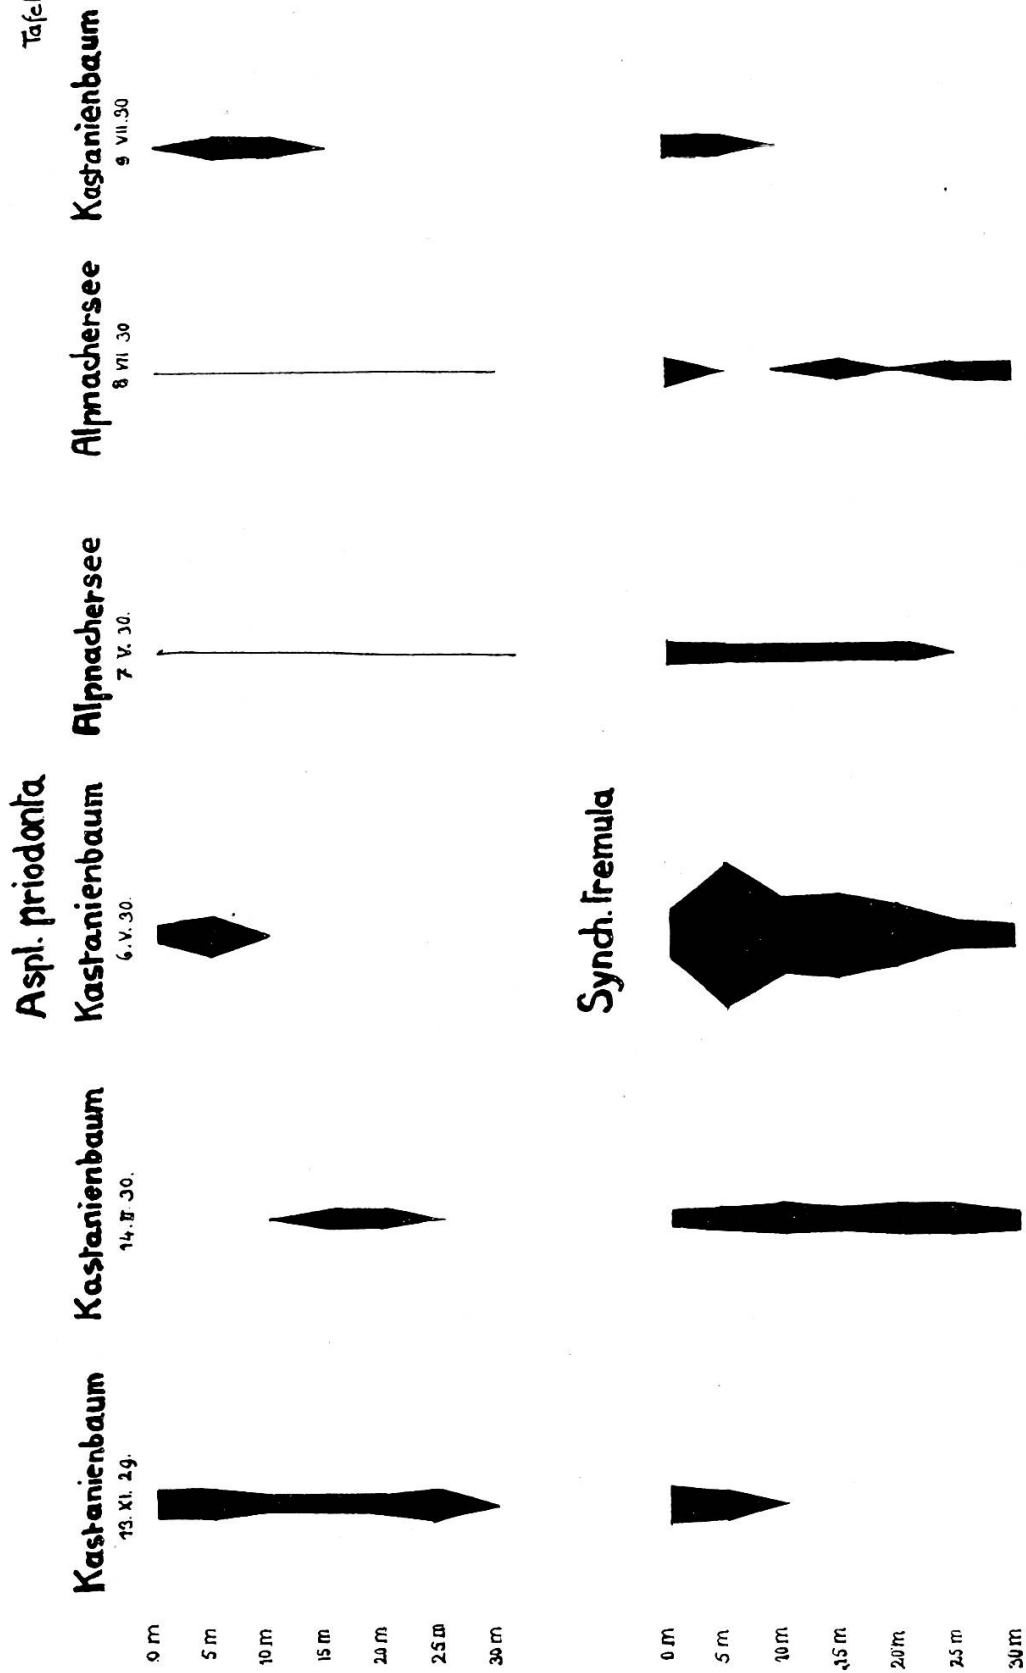 Tafel
Aspl. priodonta
Kastanienbaum Kastanienbaum Kastanienbaum Alpnachersee Alpnachersee Kastanienbaum
13. XI. 29. 14. II. 30. 6. V. 30. 7 V. 30. 8 VII 30 9 VII. 30
0 m
5 m
10 m
15 m
20 m
25 m
30 m
Synch. Tremula
0 m
5 m
10 m
15 m
20 m
25 m
30 m